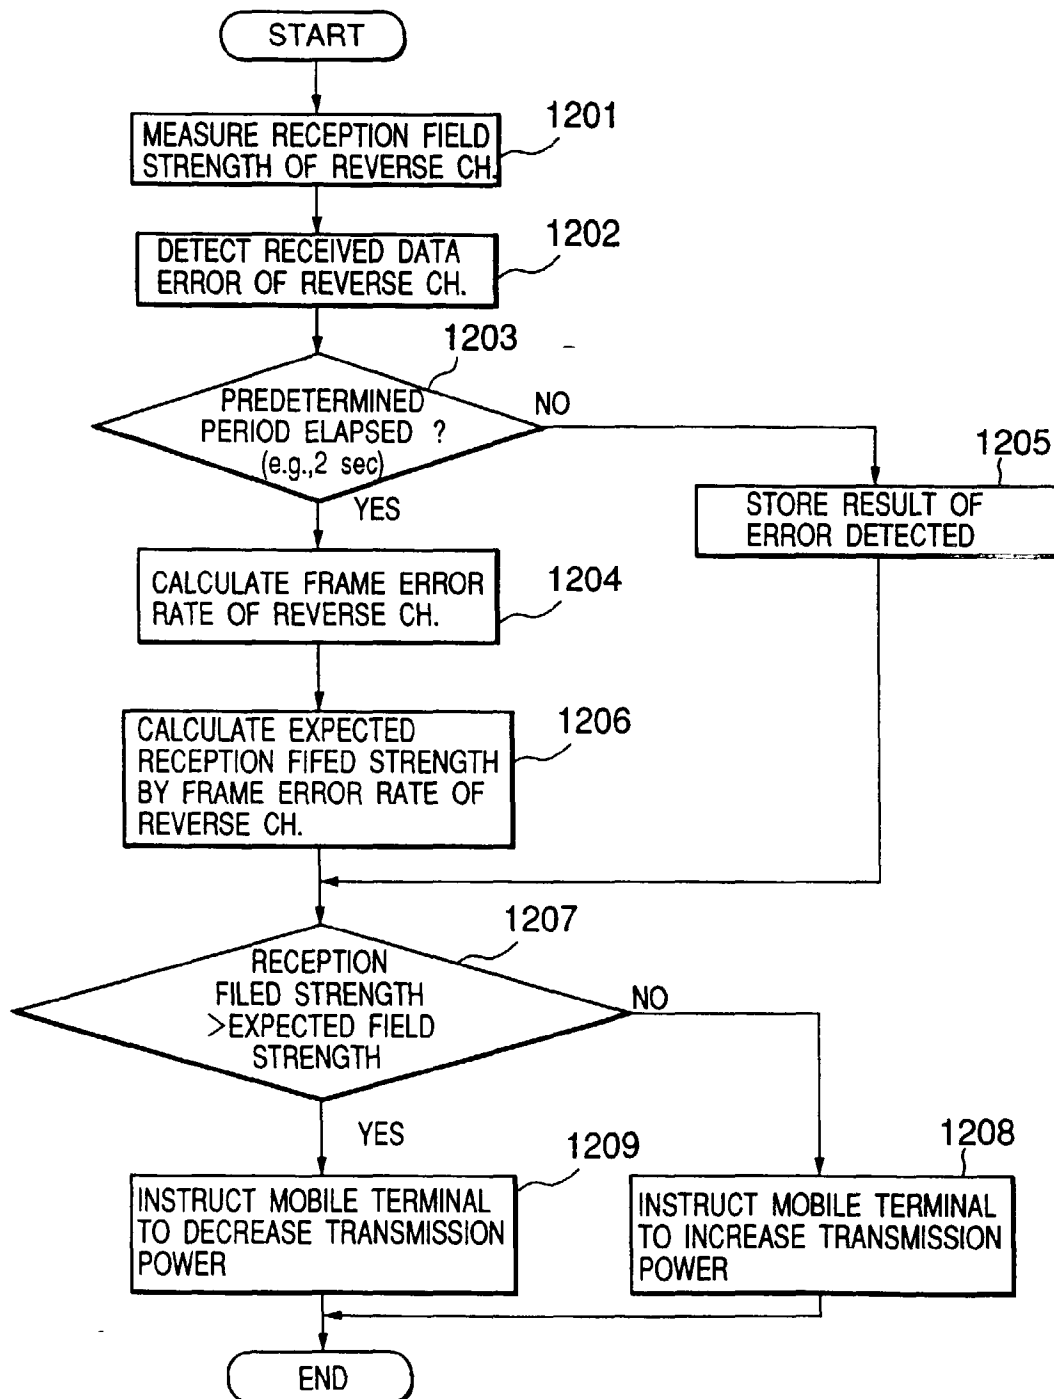 START
1201
MEASURE RECEPTION FIELD
STRENGTH OF REVERSE CH.
1202
DETECT RECEIVED DATA
ERROR OF REVERSE CH.
1203
PREDETERMINED
PERIOD ELAPSED ?
(e.g.,2 sec)
NO
YES
1205
STORE RESULT OF
ERROR DETECTED
1204
CALCULATE FRAME ERROR
RATE OF REVERSE CH.
1206
CALCULATE EXPECTED
RECEPTION FIFED STRENGTH
BY FRAME ERROR RATE OF
REVERSE CH.
1207
RECEPTION
FILED STRENGTH
>EXPECTED FIELD
STRENGTH
NO
YES
1209
INSTRUCT MOBILE TERMINAL
TO DECREASE TRANSMISSION
POWER
1208
INSTRUCT MOBILE TERMINAL
TO INCREASE TRANSMISSION
POWER
END